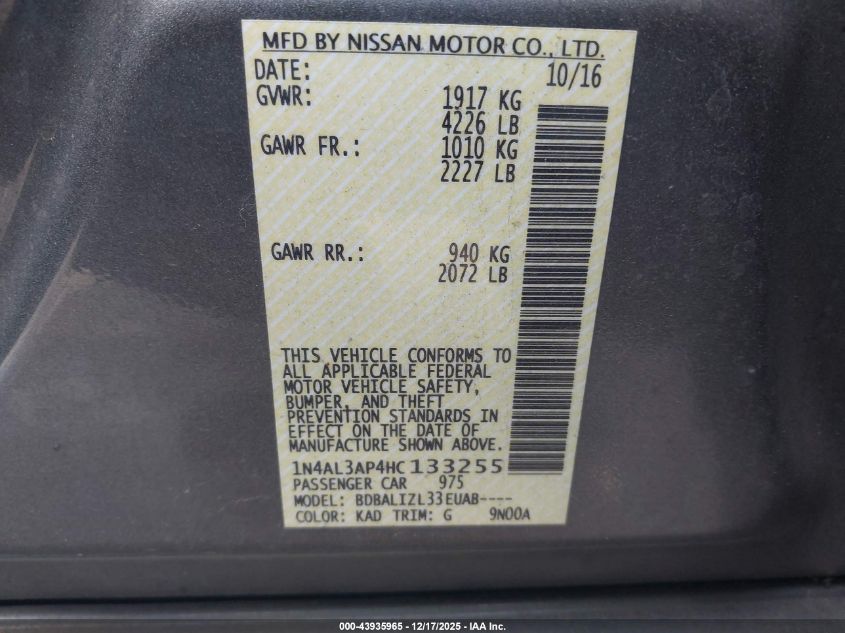 MFD BY NISSAN MOTOR CO., LTD.
DATE: 10/16
GVWR: 1917 KG
4226 LB
GAWR FR.: 1010 KG
2227 LB
GAWR RR.: 940 KG
2072 LB
THIS VEHICLE CONFORMS TO
ALL APPLICABLE FEDERAL
MOTOR VEHICLE SAFETY,
BUMPER, AND THEFT
PREVENTION STANDARDS IN
EFFECT ON THE DATE OF
MANUFACTURE SHOWN ABOVE.
1N4AL3AP4HC133255
PASSENGER CAR 975
MODEL: BDBALIZL33EUAB----
COLOR: KAD TRIM: G 9N00A
000-43935965 - 12/17/2025 - IAA Inc.